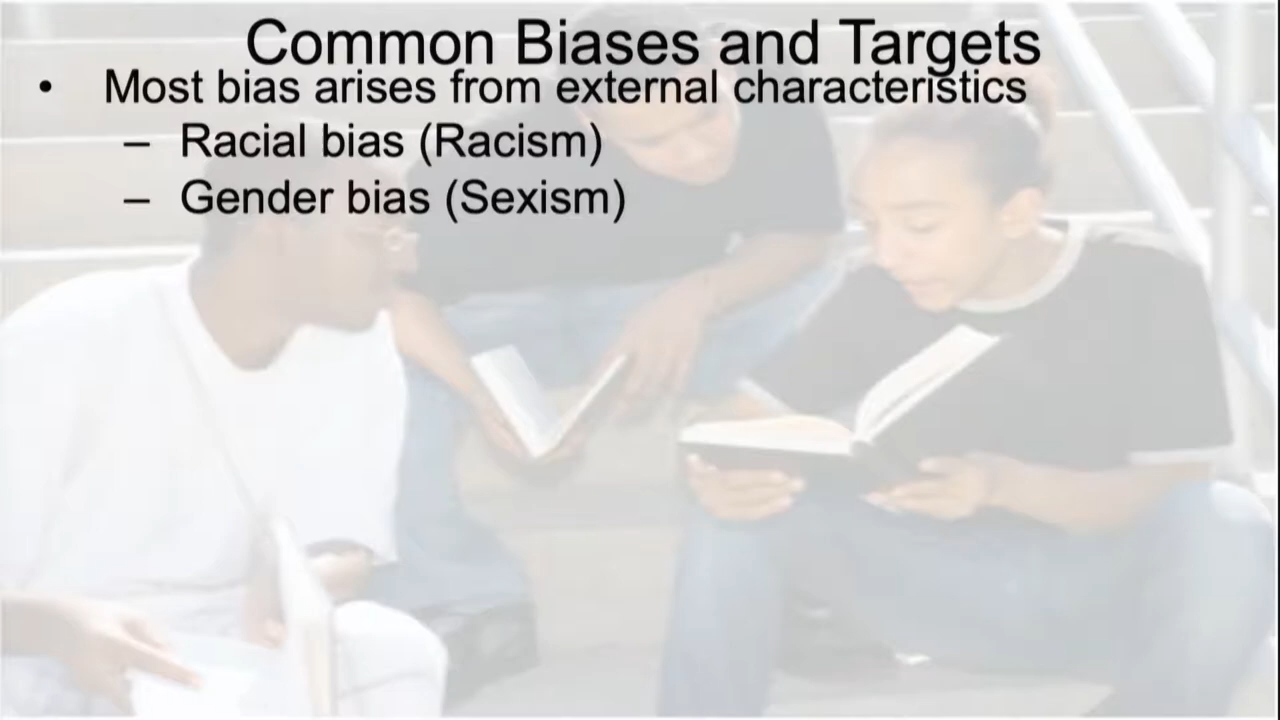 Common Biases and Targets
• Most bias arises from external characteristics
– Racial bias (Racism)
– Gender bias (Sexism)